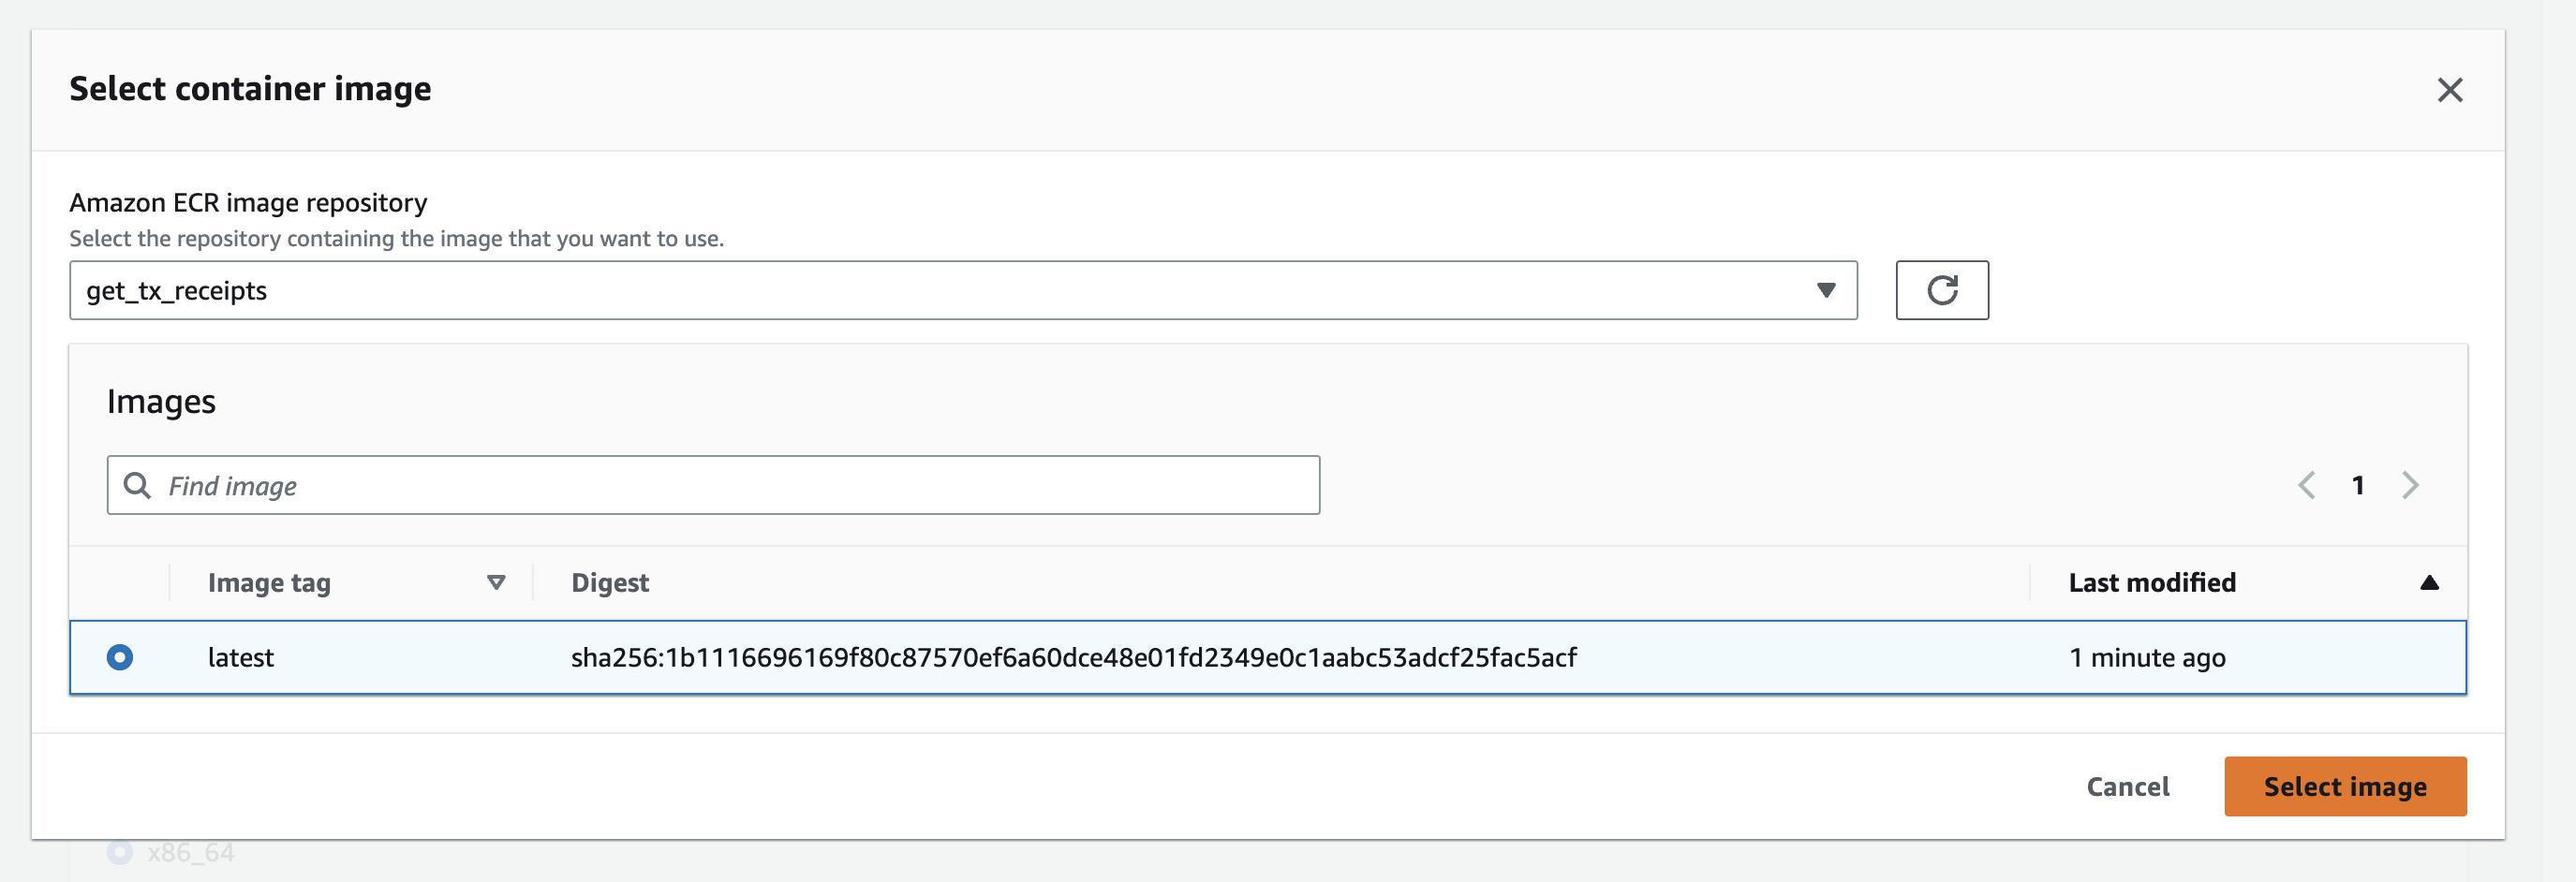 Select container image
Amazon ECR image repository
Select the repository containing the image that you want to use.
get_tx_receipts
Images
Find image
1
Image tag Digest Last modified
latest sha256:1b1116696169f80c87570ef6a60dce48e01fd2349e0c1aabc53adcf25fac5acf 1 minute ago
Cancel Select image
x86_64